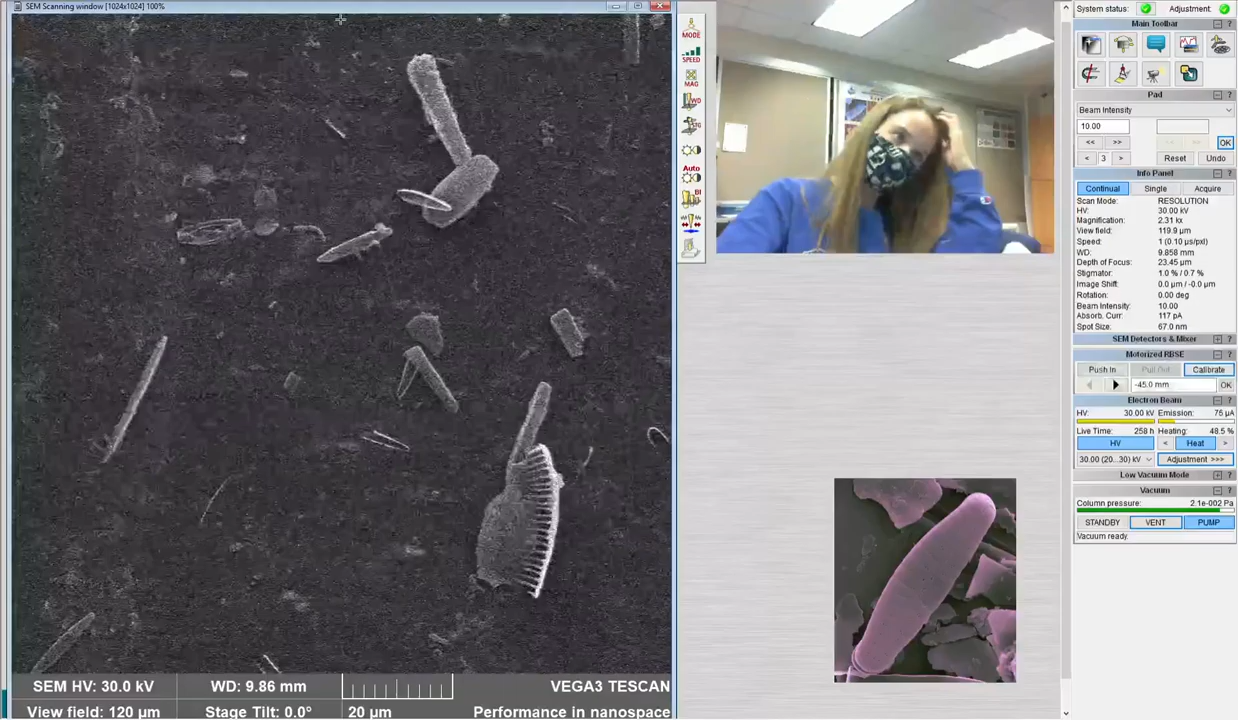 SEM Scanning window [1024x1024] 100%
MODE
SPEED
MAG
WD
STG
Auto
BI
SEM HV: 30.0 kV
WD: 9.86 mm
VEGA3 TESCAN
View field: 120 µm
Stage Tilt: 0.0°
20 µm
Performance in nanospace
System status:
Adjustment:
Main Toolbar
Pad
Beam Intensity
10.00
<< >> OK
< 3 > Reset Undo
Info Panel
Continual Single Acquire
Scan Mode: RESOLUTION
HV: 30.00 kV
Magnification: 2.31 kx
View field: 119.9 µm
Speed: 1 (0.10 µs/pxl)
WD: 9.858 mm
Depth of Focus: 23.45 µm
Stigmator: 1.0 % / 0.7 %
Image Shift: 0.0 µm / -0.0 µm
Rotation: 0.00 deg
Beam Intensity: 10.00
Absorb. Curr: 117 pA
Spot Size: 67.0 nm
SEM Detectors & Mixer
Motorized RBSE
Push In Pull Out Calibrate
-45.0 mm OK
Electron Beam
HV: 30.00 kV Emission: 75 µA
Live Time: 258 h Heating: 48.5 %
HV < Heat >
30.00 (20...30) kV Adjustment >>>
Low Vacuum Mode
Vacuum
Column pressure: 2.1e-002 Pa
STANDBY VENT PUMP
Vacuum ready.